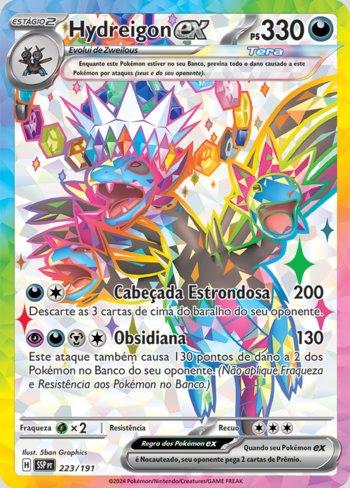 ESTÁGIO 2
Hydreigon ex
PS 330
Evolui de Zweilous
Tera
Enquanto este Pokémon estiver no seu Banco, previna todo o dano causado a este
Pokémon por ataques (seus e do seu oponente).
Cabeçada Estrondosa 200
Descarte as 3 cartas de cima do baralho do seu oponente.
Obsidiana 130
Este ataque também causa 130 pontos de dano a 2 dos
Pokémon no Banco do seu oponente. (Não aplique Fraqueza
e Resistência aos Pokémon no Banco.)
Fraqueza ×2 Resistência Recuo
Regra dos Pokémon ex
Quando seu Pokémon ex
é Nocauteado, seu oponente pega 2 cartas de Prêmio.
Ilust. 5ban Graphics
H SSP PT 223/191
©2024 Pokémon/Nintendo/Creatures/GAME FREAK